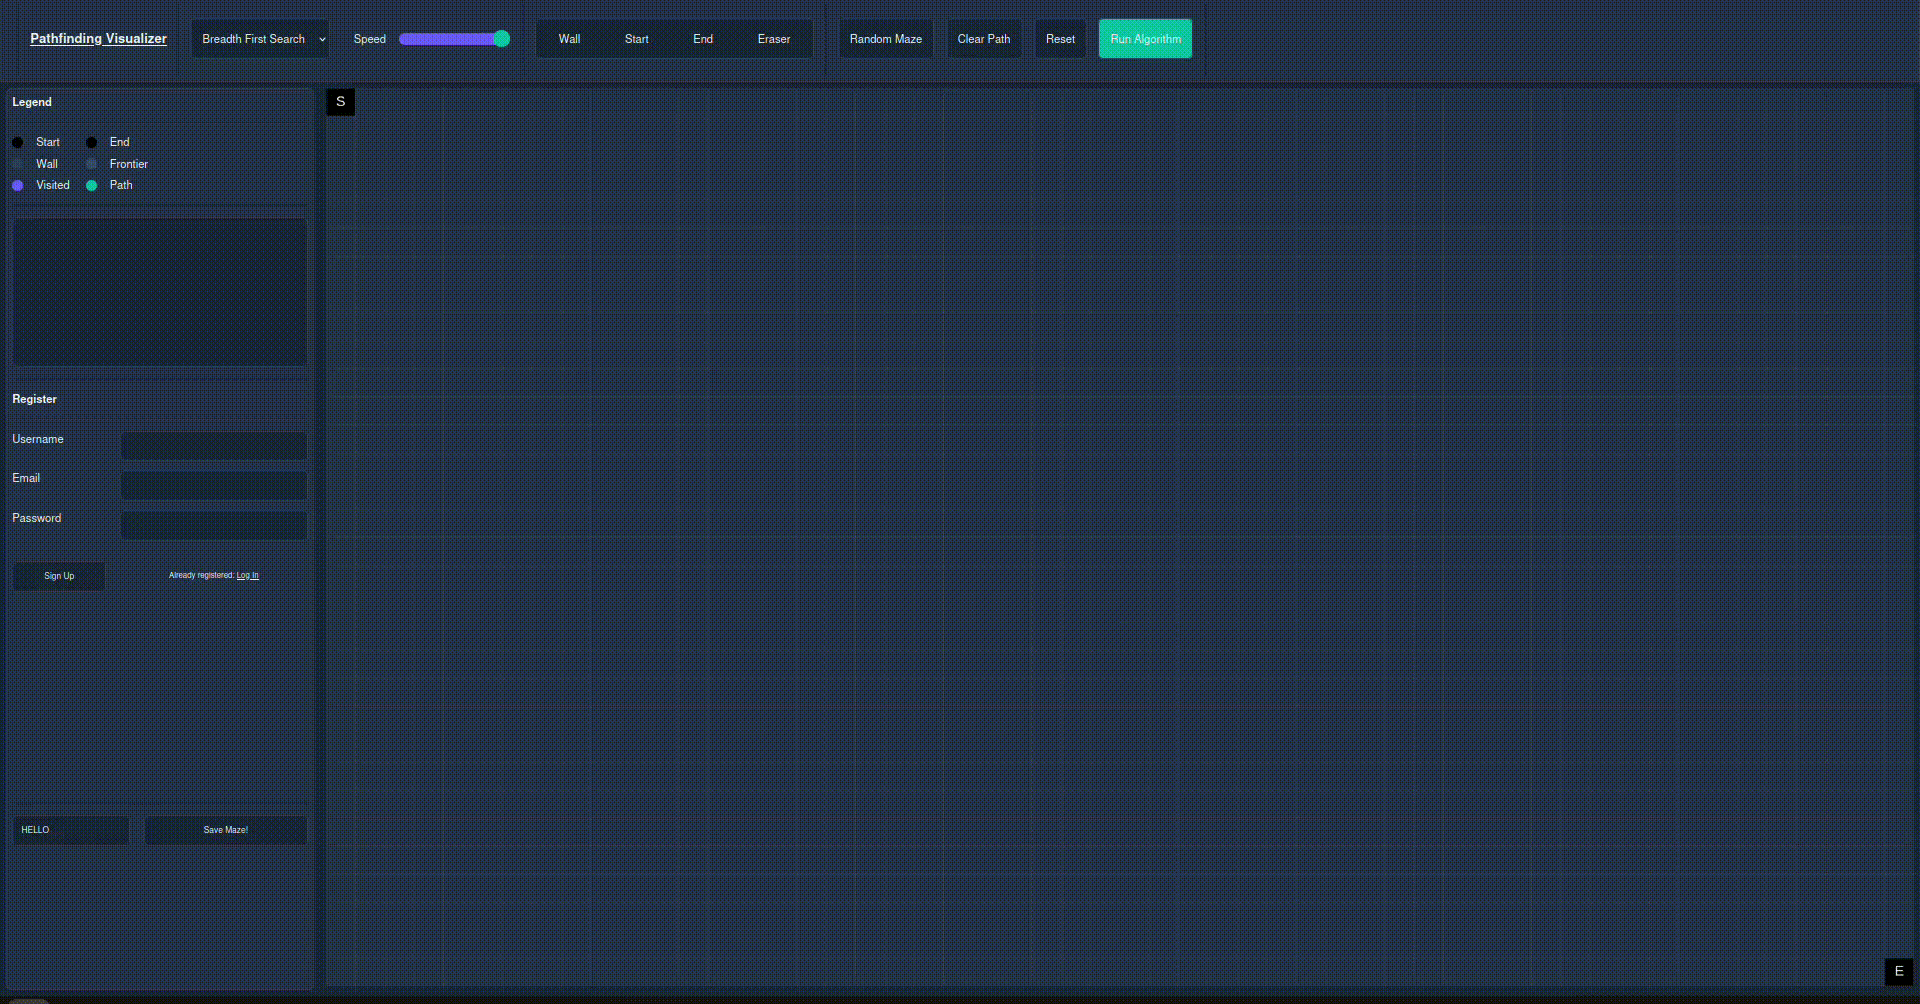 Pathfinding Visualizer Breadth First Search Speed Wall Start End Eraser Random Maze Clear Path Reset Run Algorithm
Legend
S
Start End
Wall Frontier
Visited Path
Register
Username
Email
Password
Sign Up Already registered: Log In
HELLO Save Maze!
E